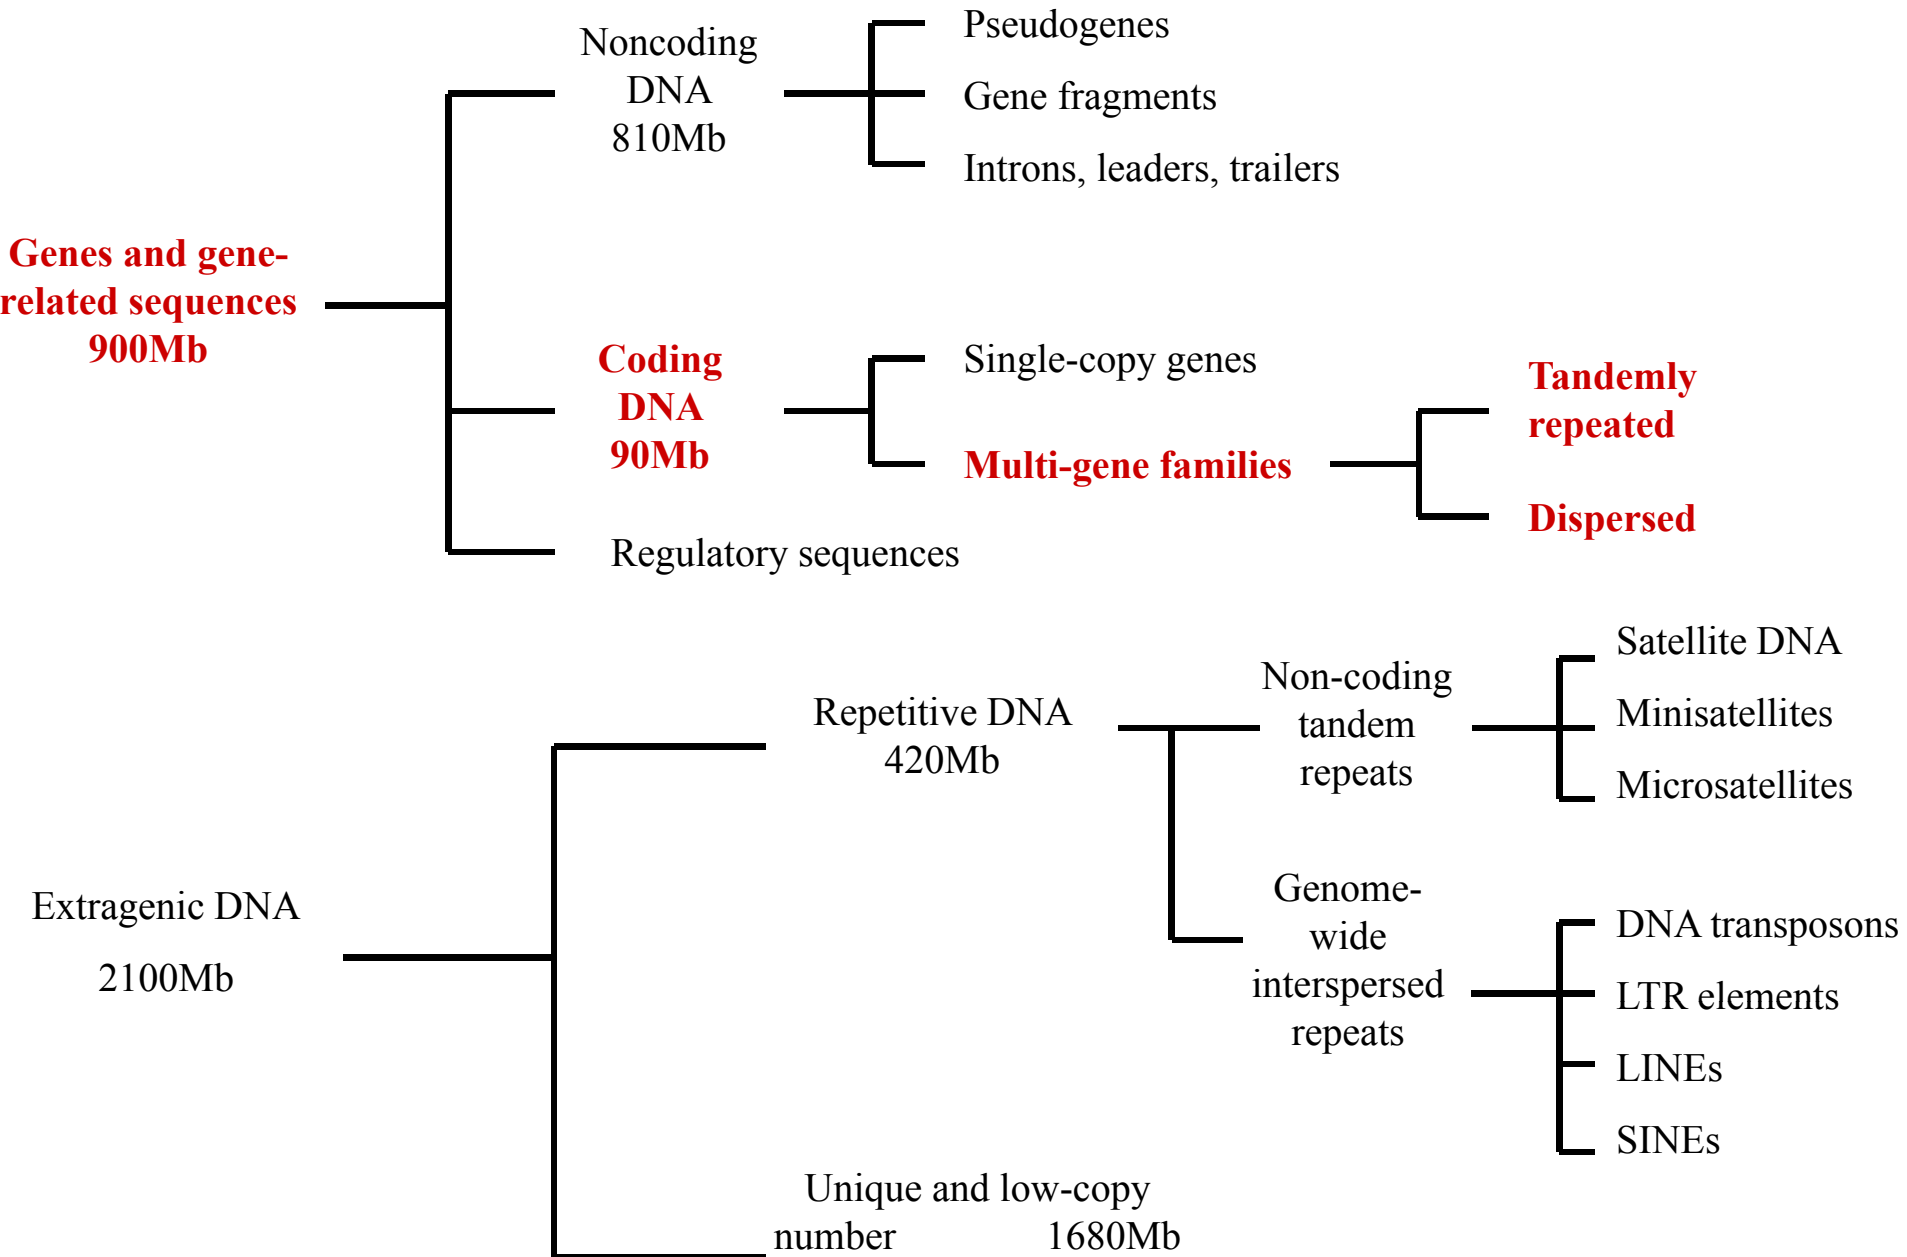 Noncoding
DNA
810Mb
Pseudogenes
Gene fragments
Introns, leaders, trailers
Genes and gene-
related sequences
900Mb
Coding
DNA
90Mb
Single-copy genes
Multi-gene families
Tandemly
repeated
Dispersed
Regulatory sequences
Extragenic DNA
2100Mb
Repetitive DNA
420Mb
Non-coding
tandem
repeats
Satellite DNA
Minisatellites
Microsatellites
Genome-
wide
interspersed
repeats
DNA transposons
LTR elements
LINEs
SINEs
Unique and low-copy
number 1680Mb